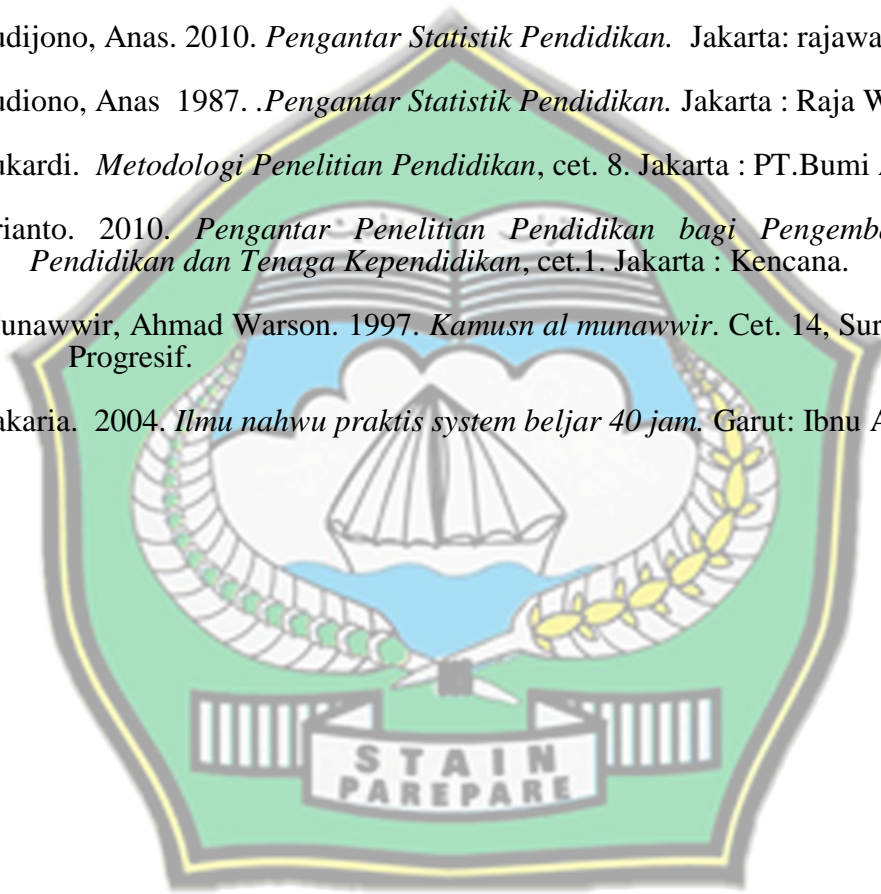 udijono, Anas. 2010. Pengantar Statistik Pendidikan. Jakarta: rajawa
udiono, Anas 1987. .Pengantar Statistik Pendidikan. Jakarta : Raja W
ukardi. Metodologi Penelitian Pendidikan, cet. 8. Jakarta : PT.Bumi
rianto. 2010. Pengantar Penelitian Pendidikan bagi Pengemba
Pendidikan dan Tenaga Kependidikan, cet.1. Jakarta : Kencana.
unawwir, Ahmad Warson. 1997. Kamusn al munawwir. Cet. 14, Sur
Progresif.
akaria. 2004. Ilmu nahwu praktis system beljar 40 jam. Garut: Ibnu
STAIN
PAREPARE